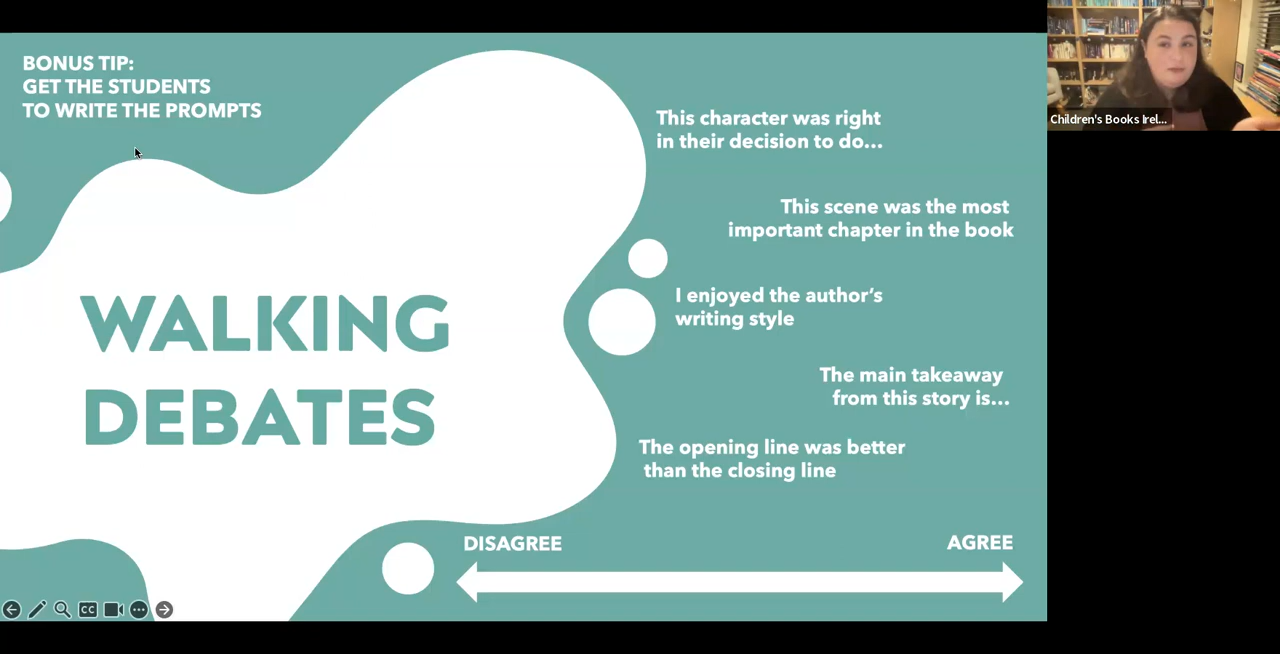 BONUS TIP:
GET THE STUDENTS
TO WRITE THE PROMPTS
WALKING
DEBATES
This character was right
in their decision to do...
This scene was the most
important chapter in the book
I enjoyed the author's
writing style
The main takeaway
from this story is...
The opening line was better
than the closing line
DISAGREE
AGREE
CC
Children's Books Irel...